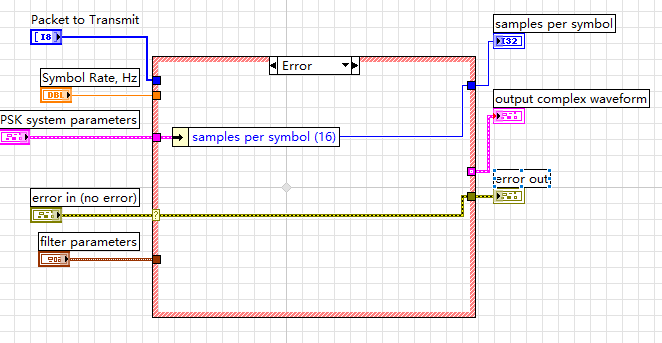 Packet to Transmit
[I8]
samples per symbol
I32
Error
Symbol Rate, Hz
DBL
output complex waveform
PSK system parameters
samples per symbol (16)
error out
error in (no error)
?
filter parameters